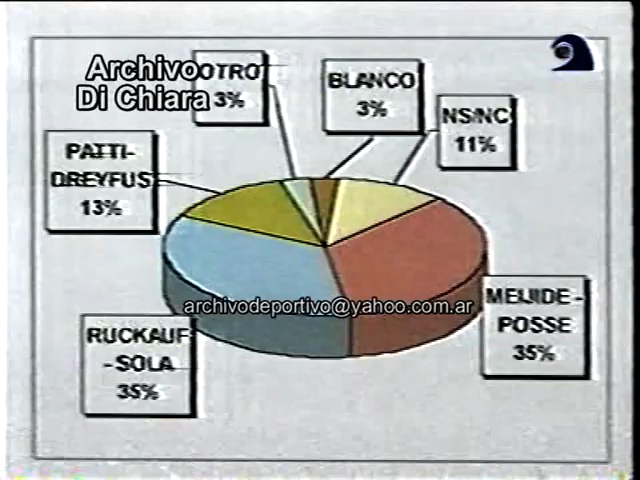 Archivo
Di Chiara
OTRO
3%
BLANCO
3%
NS/NC
11%
PATTI-
DREYFUS
13%
archivodeportivo@yahoo.com.ar
MEIJIDE-
POSSE
35%
RUCKAUF
-SOLA
35%